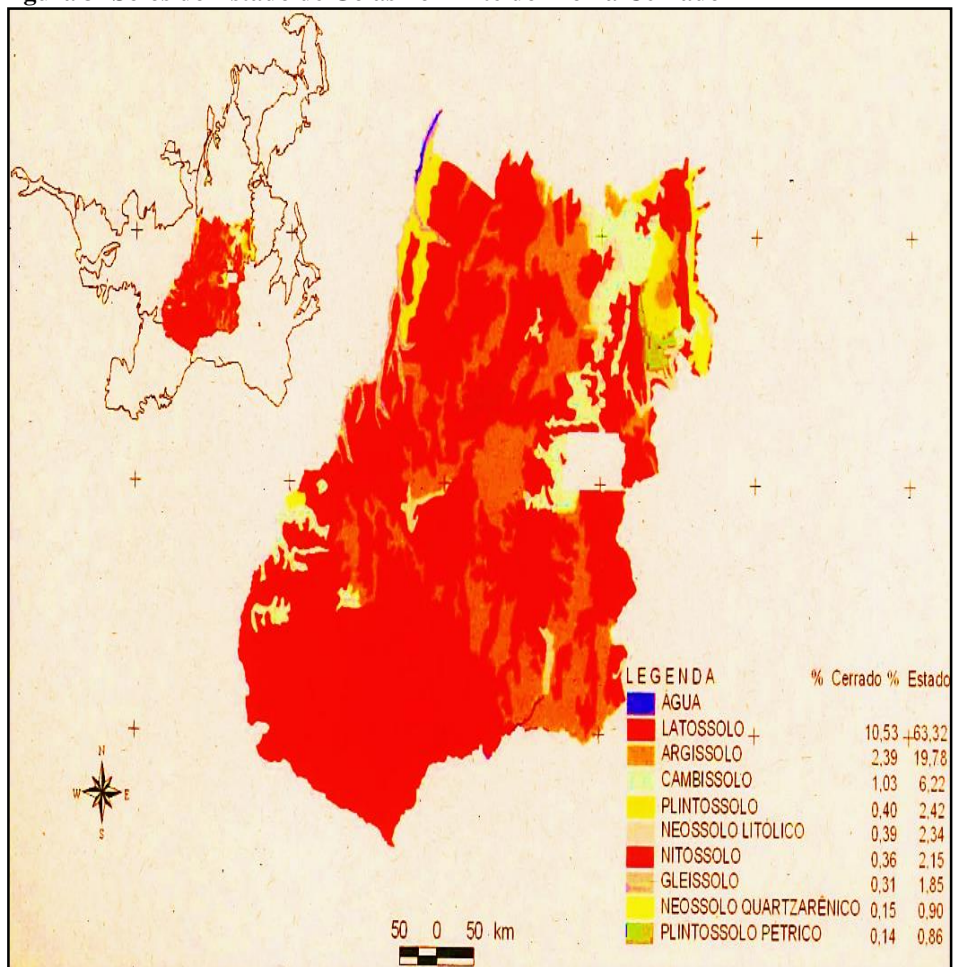 LEGENDA % Cerrado % Estado
ÁGUA
LATOSSOLO 10,53 63,32
ARGISSOLO 2,39 19,78
CAMBISSOLO 1,03 6,22
PLINTOSSOLO 0,40 2,42
NEOSSOLO LITÓLICO 0,39 2,34
NITOSSOLO 0,36 2,15
GLEISSOLO 0,31 1,85
NEOSSOLO QUARTZARÊNICO 0,15 0,90
PLINTOSSOLO PÉTRICO 0,14 0,86
N
W E
S
50 0 50 km